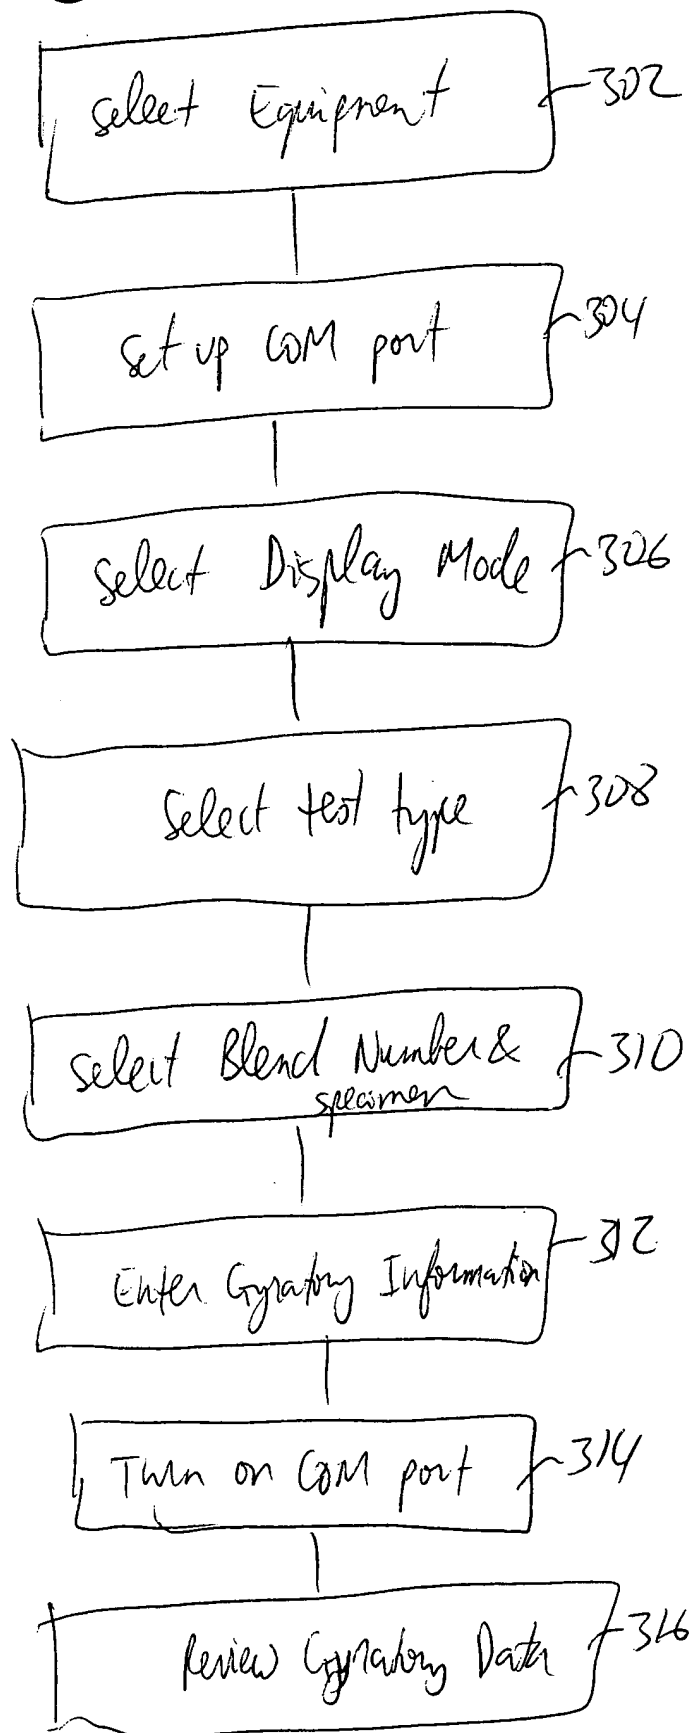 select Equipment 302
set up COM port 304
select Display Mode 306
Select test type 308
select Blend Number & 310
specimen
Enter Gyratory Information 312
Turn on COM port 314
Review Gyratory Data 316